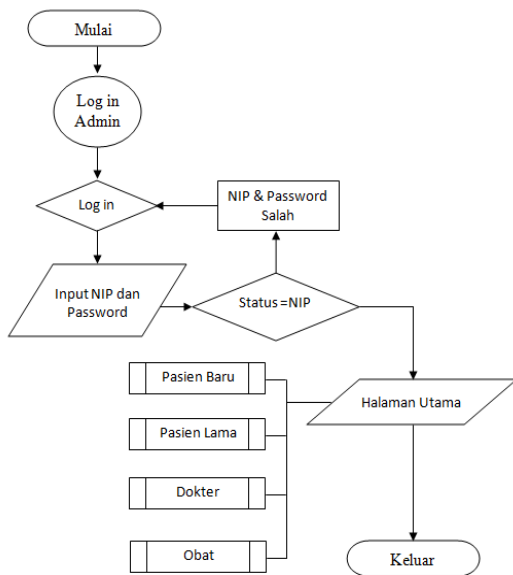 Mulai
Log in
Admin
Log in
NIP & Password
Salah
Input NIP dan
Password
Status =NIP
Pasien Baru
Halaman Utama
Pasien Lama
Dokter
Obat
Keluar